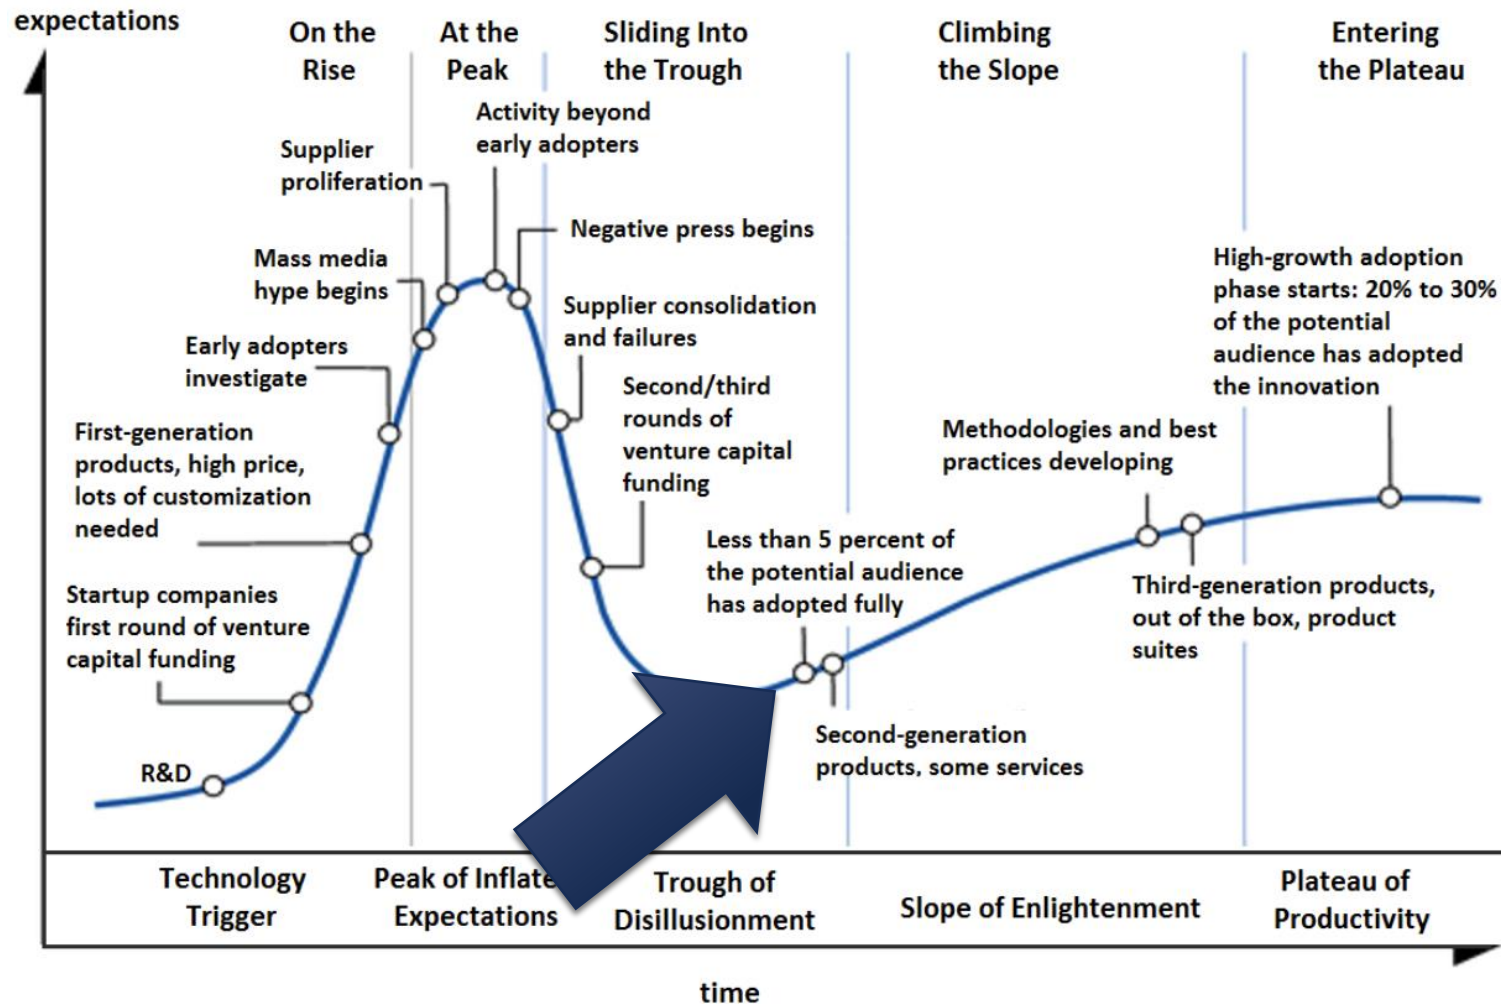 expectations
On the
Rise
At the
Peak
Sliding Into
the Trough
Climbing
the Slope
Entering
the Plateau
Activity beyond
early adopters
Supplier
proliferation
Negative press begins
Mass media
hype begins
High-growth adoption
phase starts: 20% to 30%
of the potential
audience has adopted
the innovation
Supplier consolidation
and failures
Early adopters
investigate
Second/third
rounds of
venture capital
funding
First-generation
products, high price,
lots of customization
needed
Methodologies and best
practices developing
Less than 5 percent of
the potential audience
has adopted fully
Startup companies
first round of venture
capital funding
Third-generation products,
out of the box, product
suites
Second-generation
products, some services
R&D
Technology
Trigger
Peak of Inflate
Expectations
Trough of
Disillusionment
Slope of Enlightenment
Plateau of
Productivity
time